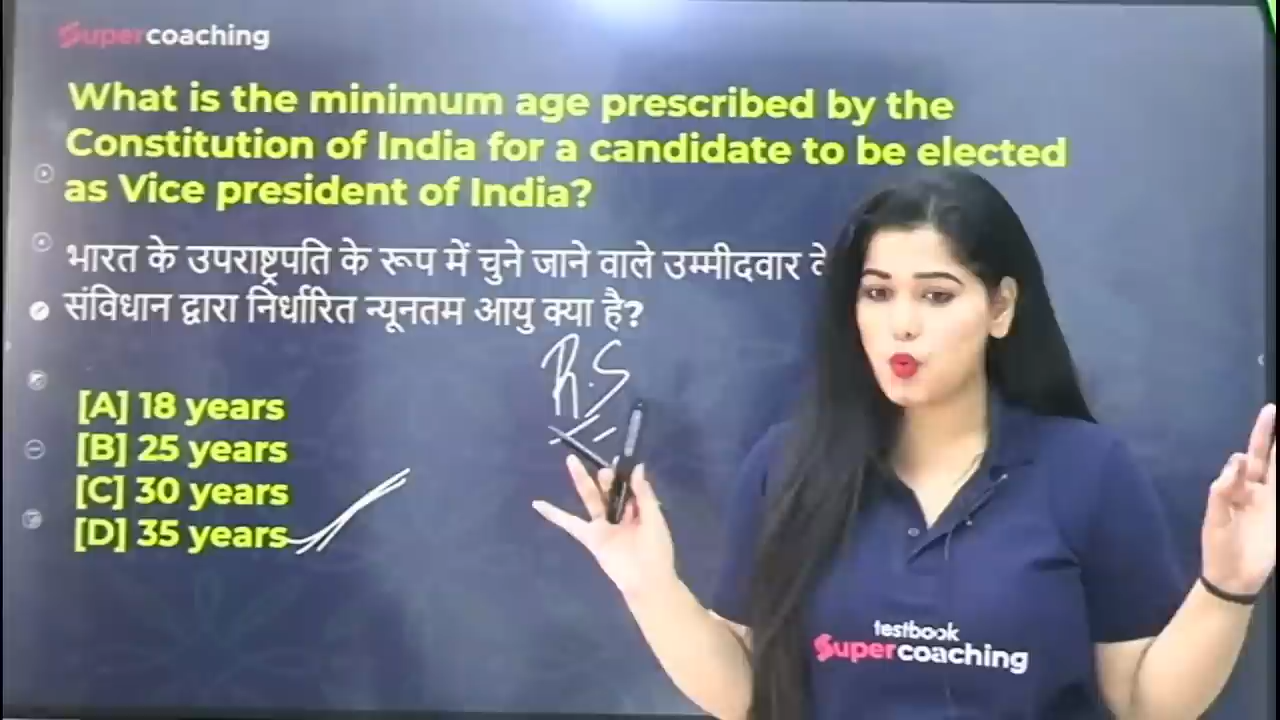 Supercoaching
What is the minimum age prescribed by the
Constitution of India for a candidate to be elected
as Vice president of India?
भारत के उपराष्ट्रपति के रूप में चुने जाने वाले उम्मीदवार
संविधान द्वारा निर्धारित न्यूनतम आयु क्या है?
R.S
[A] 18 years
[B] 25 years
[C] 30 years
[D] 35 years
testbook
Supercoaching